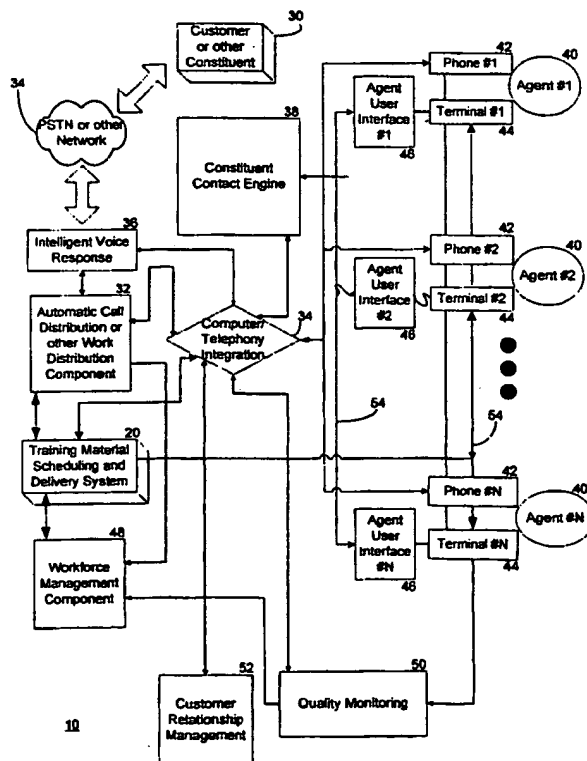 30
Customer
or other
Constituent
34
PSTN or other
Network
38
Constituent
Contact Engine
36
Intelligent Voice
Response
32
Automatic Call
Distribution or
other Work
Distribution
Component
Computer/
Telephony
Integration
34
20
Training Material
Scheduling and
Delivery System
48
Workforce
Management
Component
52
Customer
Relationship
Management
50
Quality Monitoring
10
42
Phone #1
40
Agent #1
Agent User
Interface
#1
46
Terminal #1
44
42
Phone #2
40
Agent #2
Agent User
Interface
#2
46
Terminal #2
44
54
54
42
Phone #N
40
Agent #N
Agent User
Interface
#N
46
Terminal #N
44